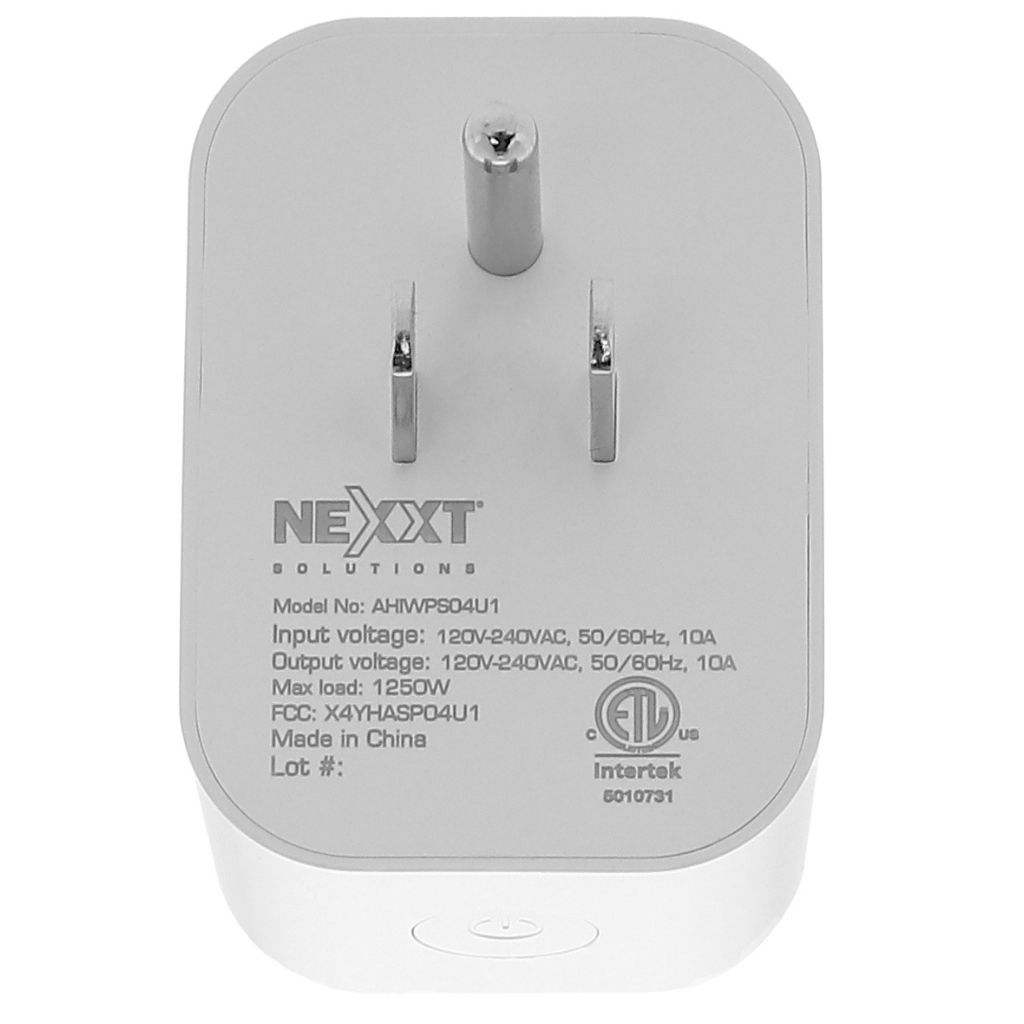 NEXXT
SOLUTIONS
Model No: AHIWPS04U1
Input voltage: 120V-240VAC, 50/60Hz, 10A
Output voltage: 120V-240VAC, 50/60Hz, 10A
Max load: 1250W
FCC: X4YHASP04U1
Made in China
Lot #:
ETL
LISTED
C US
Intertek
5010731